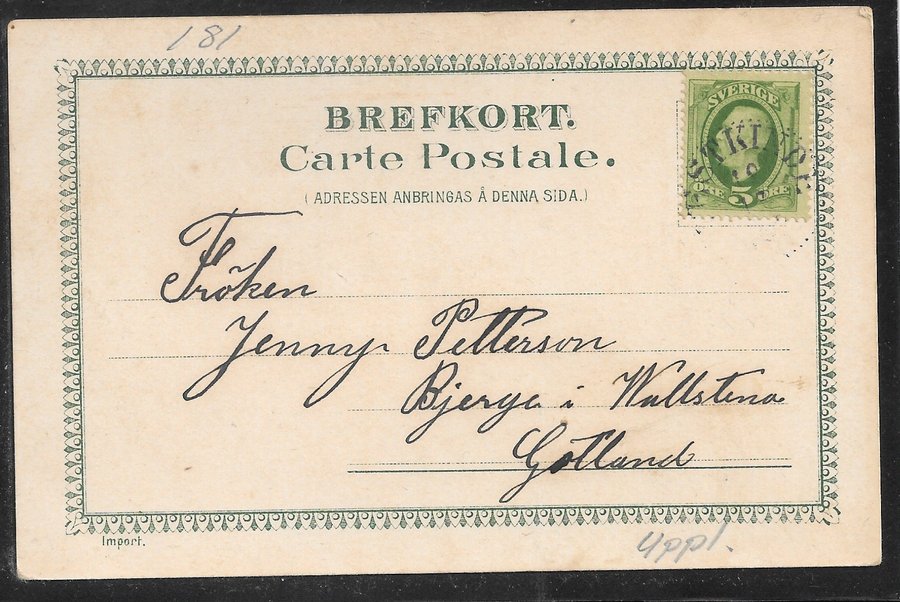 181
BREFKORT.
Carte Postale.
(ADRESSEN ANBRINGAS Å DENNA SIDA.)
SVERIGE
ÖRE 5 ÖRE
Fröken
Jenny Petterson
Bjerge i Wallstena
Gotland
Import.
Uppl.